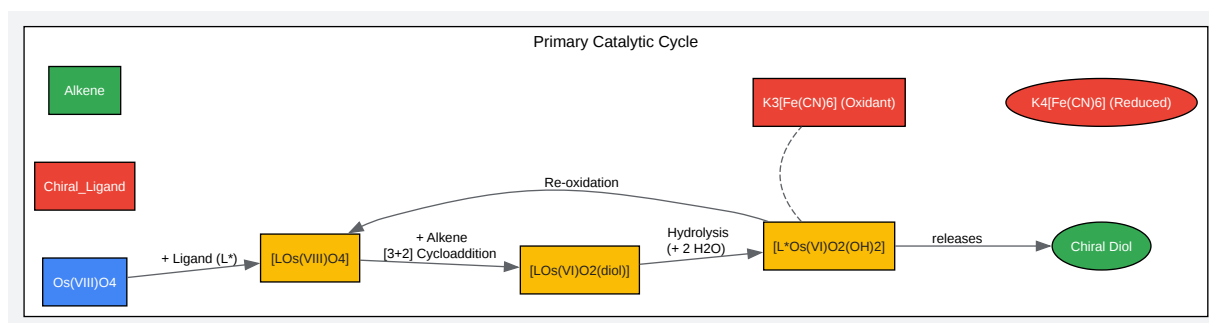 Primary Catalytic Cycle
Alkene
K3[Fe(CN)6] (Oxidant)
K4[Fe(CN)6] (Reduced)
Chiral_Ligand
Re-oxidation
+ Ligand (L*)
+ Alkene
[3+2] Cycloaddition
Hydrolysis
(+ 2 H2O)
releases
Os(VIII)O4
[LOs(VIII)O4]
[LOs(VI)O2(diol)]
[L*Os(VI)O2(OH)2]
Chiral Diol